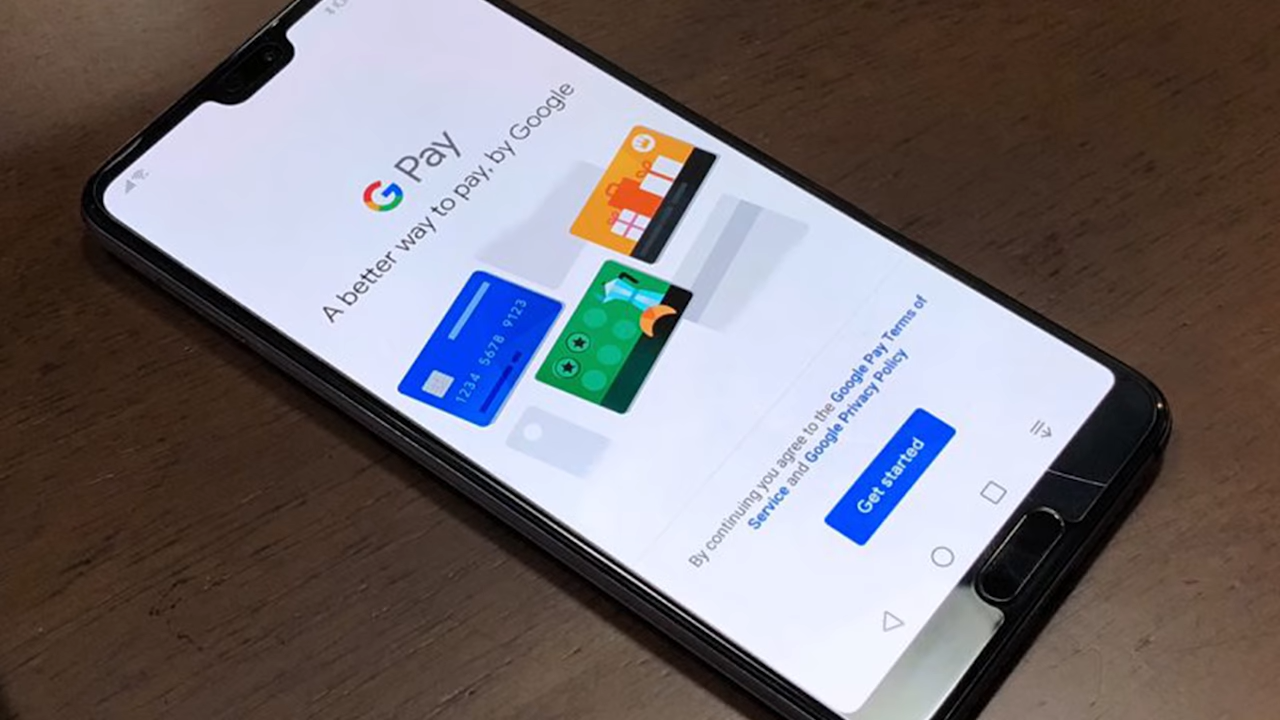 G Pay
A better way to pay, by Google
1234 5678 9123
By continuing you agree to the Google Pay Terms of
Service and Google Privacy Policy
Get started